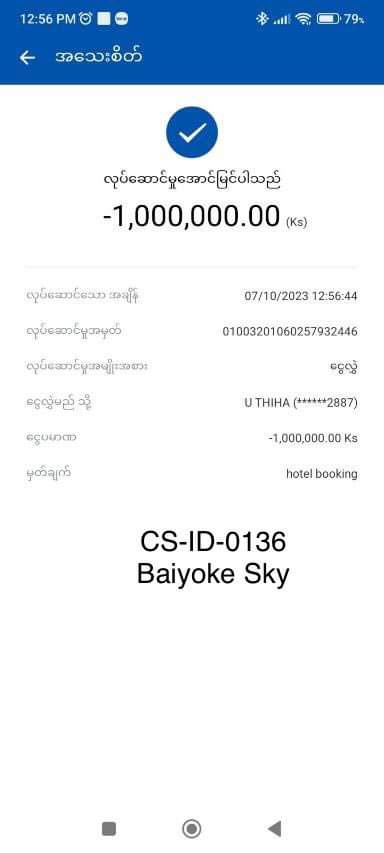 12:56 PM
79%
အသေးစိတ်
လုပ်ဆောင်မှုအောင်မြင်ပါသည်
-1,000,000.00 (Ks)
လုပ်ဆောင်သော အချိန် 07/10/2023 12:56:44
လုပ်ဆောင်မှုအမှတ် 01003201060257932446
လုပ်ဆောင်မှုအမျိုးအစား ငွေလွှဲ
ငွေလွှဲမည် သို့ U THIHA (******2887)
ငွေပမာဏ -1,000,000.00 Ks
မှတ်ချက် hotel booking
CS-ID-0136
Baiyoke Sky